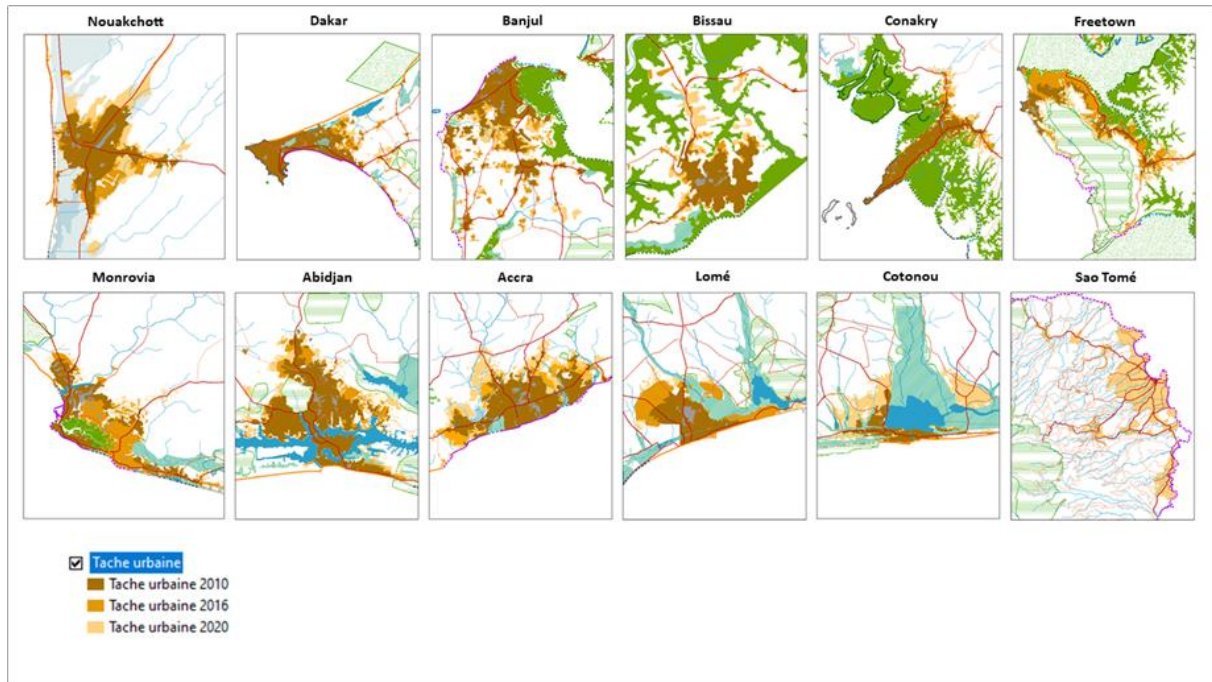 Nouakchott
Dakar
Banjul
Bissau
Conakry
Freetown
Monrovia
Abidjan
Accra
Lomé
Cotonou
Sao Tomé
Tache urbaine
Tache urbaine 2010
Tache urbaine 2016
Tache urbaine 2020